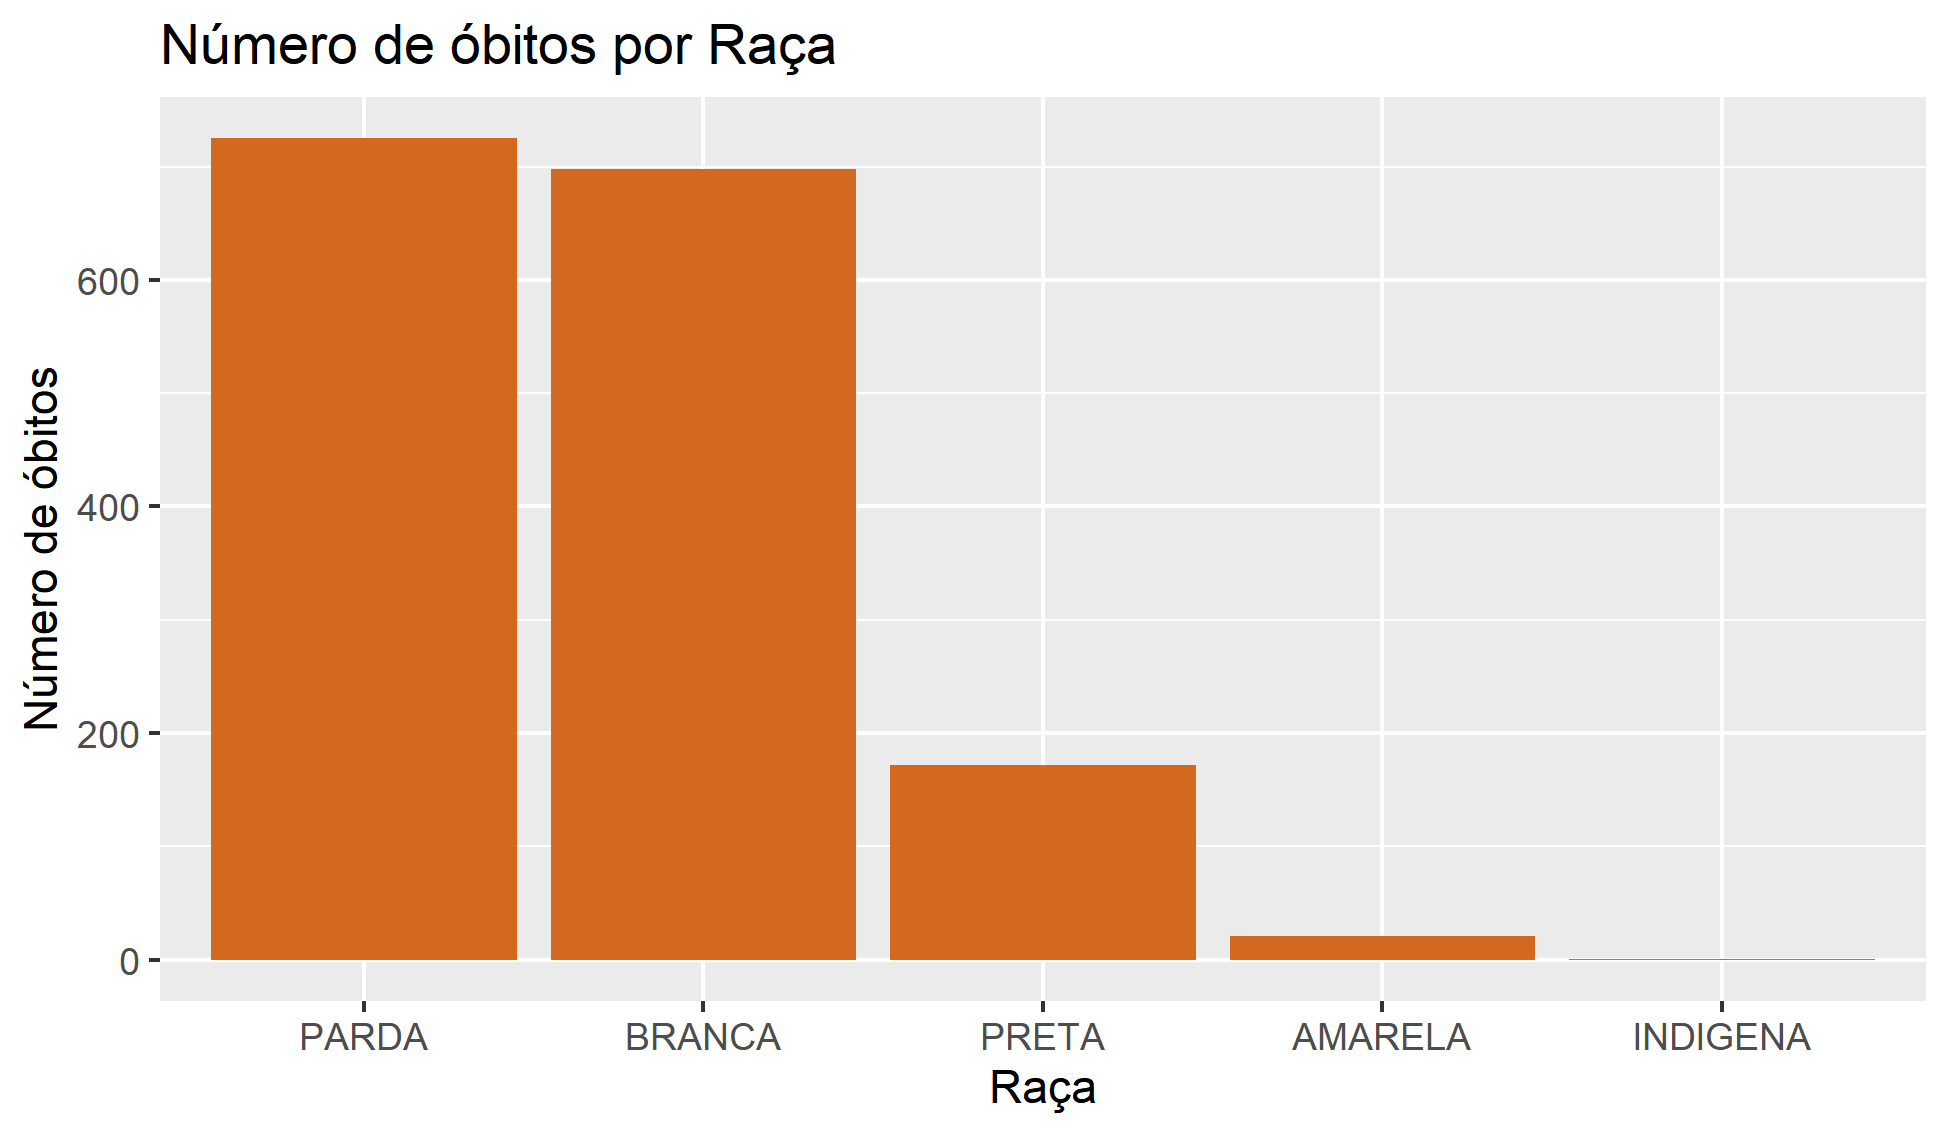 Número de óbitos por Raça
Número de óbitos
600
400
200
0
PARDA BRANCA PRETA AMARELA INDIGENA
Raça